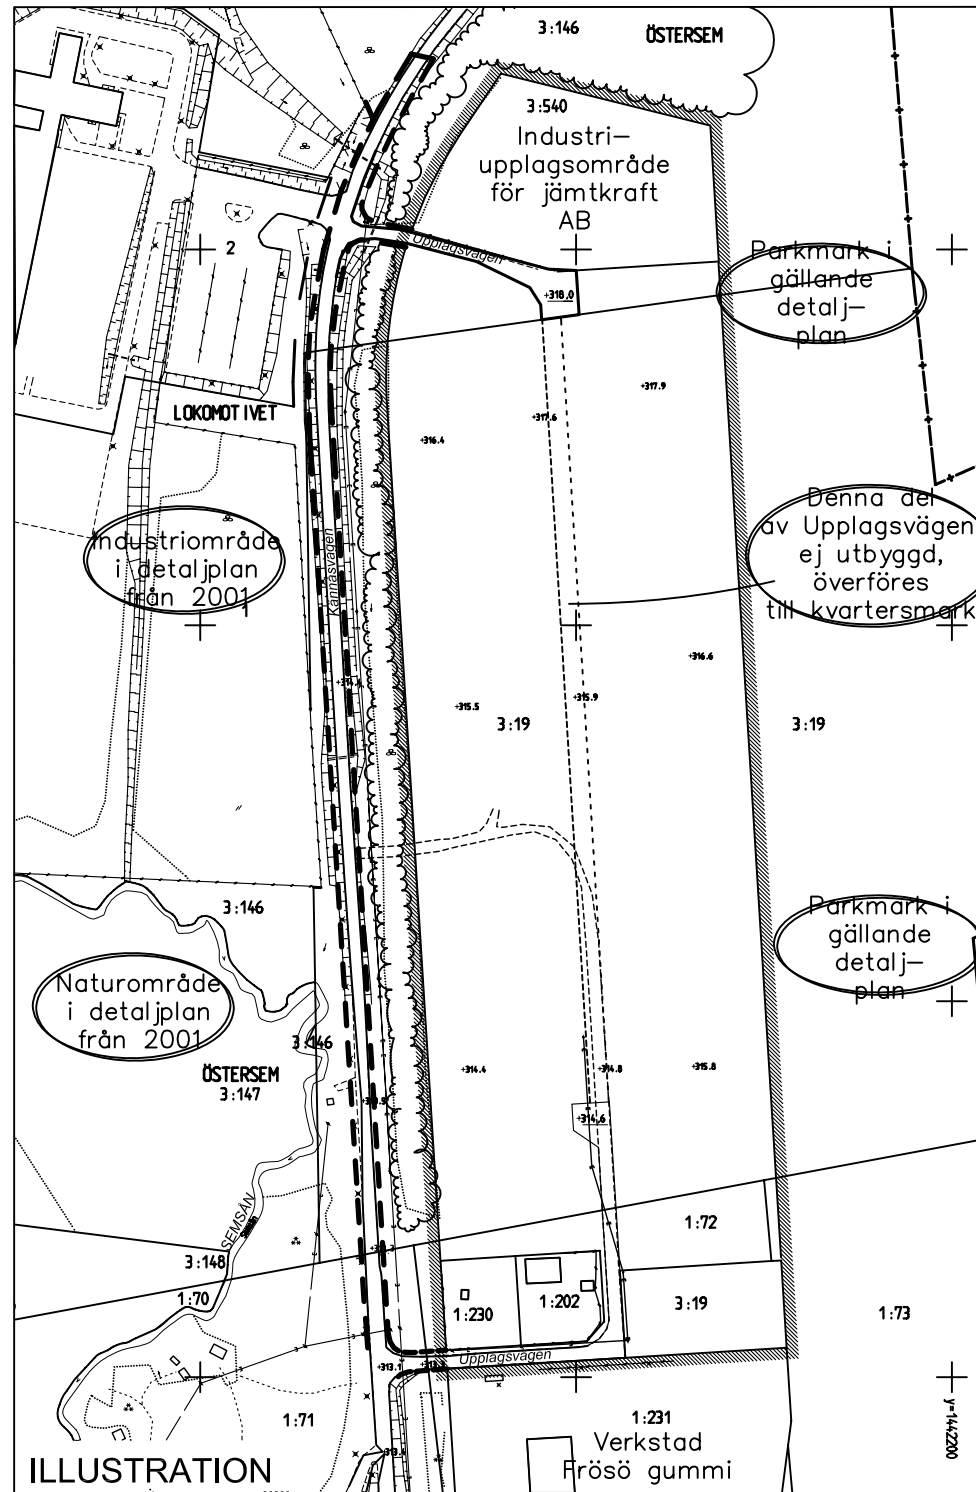 3:146
ÖSTERSEM
3:540
Industri–
upplagsområde
för jämtkraft
AB
2
Upplagsvägen
Parkmark i
gällande
detalj–
plan
+318,0
+317.9
+317.6
+316.4
LOKOMOTIVET
Industriområde
i detaljplan
från 2001
Kännåsvägen
Denna del
av Upplagsvägen
ej utbyggd,
överföres
till kvartersmark
+316.6
+315.9
+315.5
3:19
3:19
3:146
Parkmark i
gällande
detalj–
plan
Naturområde
i detaljplan
från 2001
3:146
ÖSTERSEM
3:147
+314.4
+314.8
+315.8
+314,6
SEMSÅN
3:148
1:70
1:72
1:230
1:202
3:19
1:73
Upplagsvägen
+313.1
1:71
1:231
Verkstad
Frösö gummi
y=1442200
ILLUSTRATION